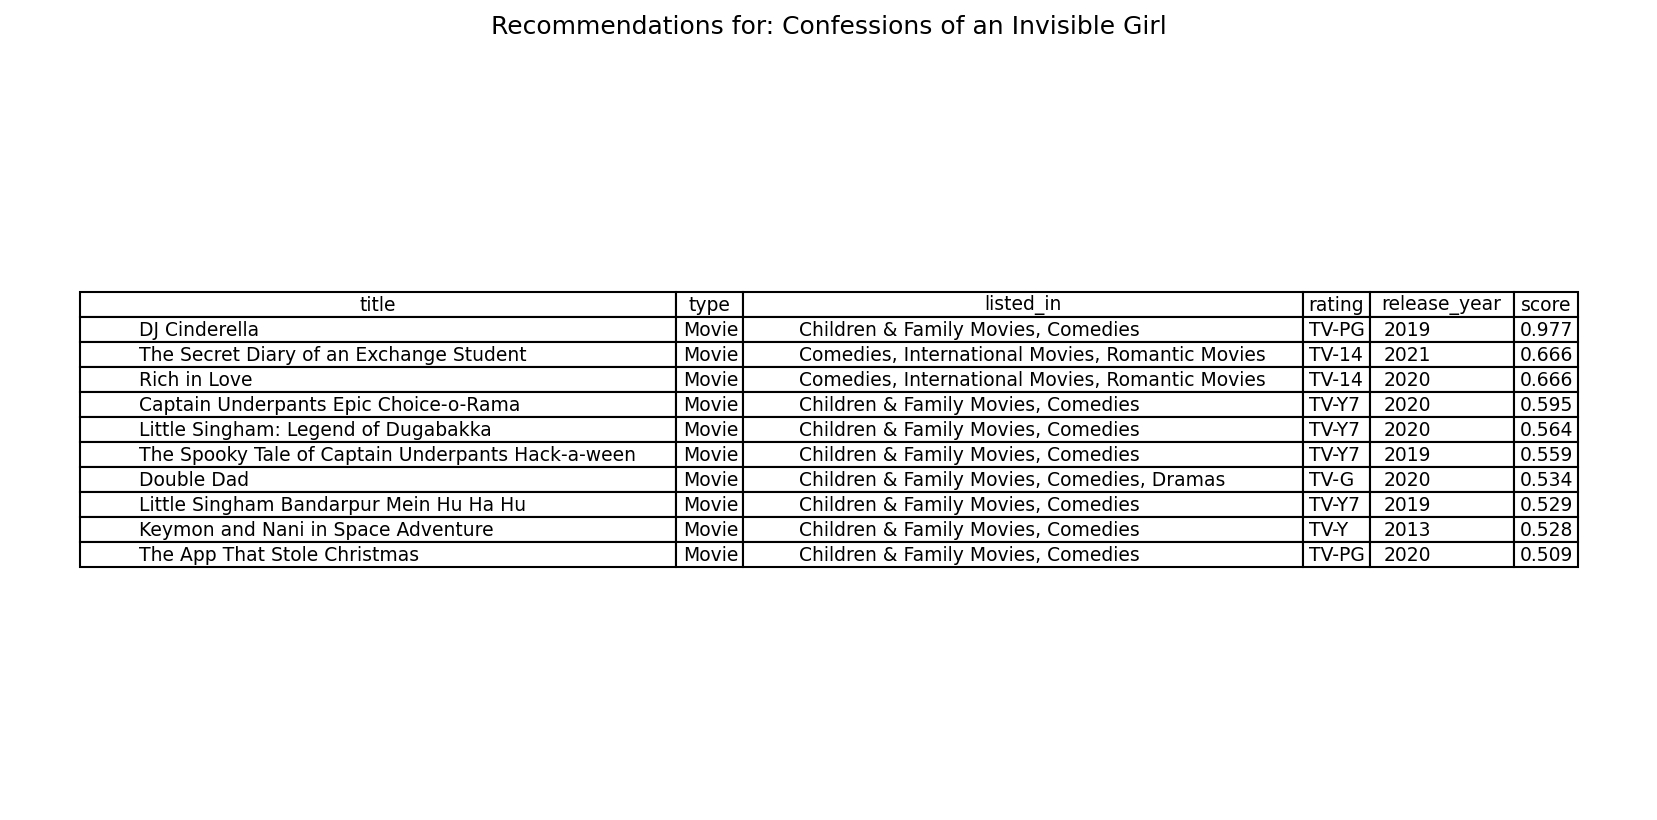 Recommendations for: Confessions of an Invisible Girl
title type listed_in rating release_year score
DJ Cinderella Movie Children & Family Movies, Comedies TV-PG 2019 0.977
The Secret Diary of an Exchange Student Movie Comedies, International Movies, Romantic Movies TV-14 2021 0.666
Rich in Love Movie Comedies, International Movies, Romantic Movies TV-14 2020 0.666
Captain Underpants Epic Choice-o-Rama Movie Children & Family Movies, Comedies TV-Y7 2020 0.595
Little Singham: Legend of Dugabakka Movie Children & Family Movies, Comedies TV-Y7 2020 0.564
The Spooky Tale of Captain Underpants Hack-a-ween Movie Children & Family Movies, Comedies TV-Y7 2019 0.559
Double Dad Movie Children & Family Movies, Comedies, Dramas TV-G 2020 0.534
Little Singham Bandarpur Mein Hu Ha Hu Movie Children & Family Movies, Comedies TV-Y7 2019 0.529
Keymon and Nani in Space Adventure Movie Children & Family Movies, Comedies TV-Y 2013 0.528
The App That Stole Christmas Movie Children & Family Movies, Comedies TV-PG 2020 0.509